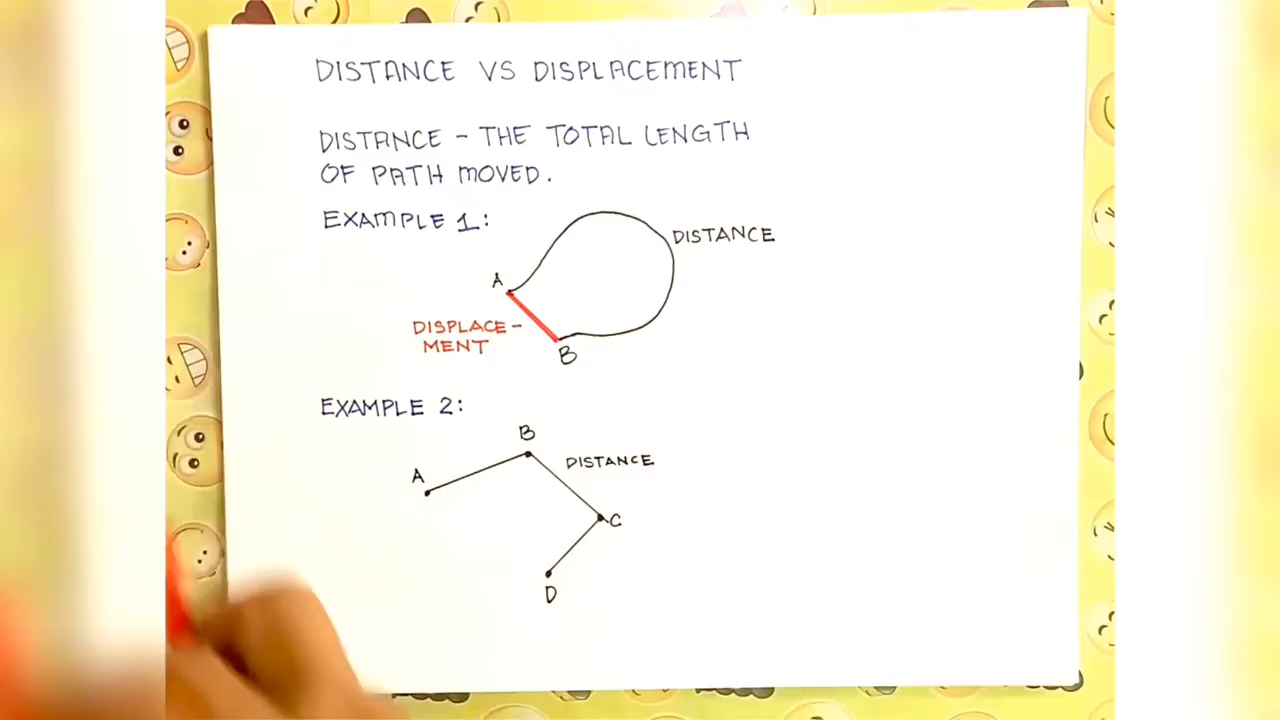 DISTANCE VS DISPLACEMENT
DISTANCE - THE TOTAL LENGTH
OF PATH MOVED.
EXAMPLE 1:
DISTANCE
A
DISPLACE-
MENT
B
EXAMPLE 2:
B
DISTANCE
A
C
D